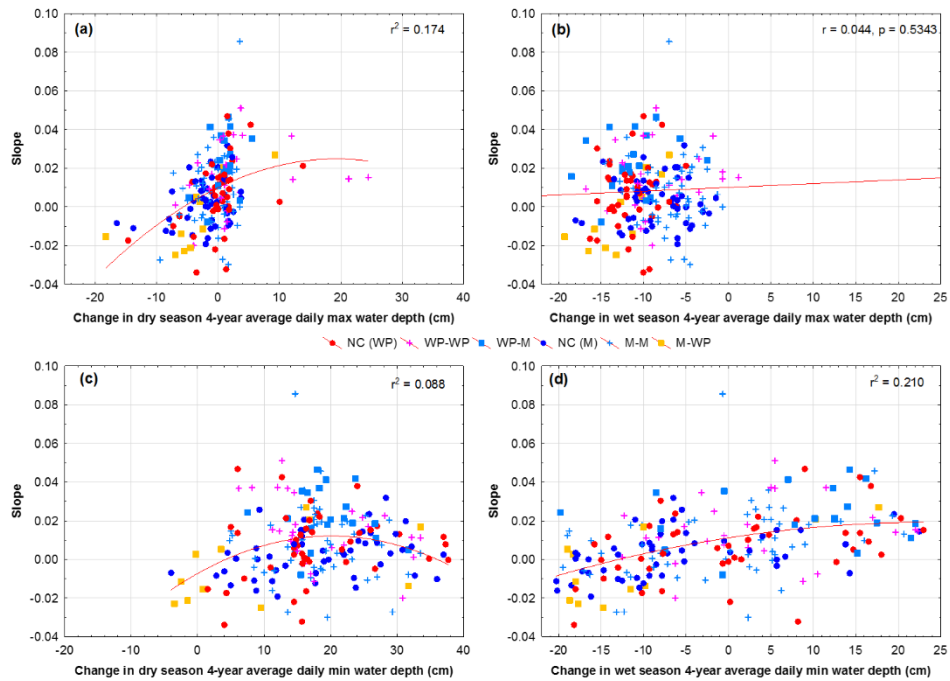 (a)
r² = 0.174
Slope
0.10
0.08
0.06
0.04
0.02
0.00
-0.02
-0.04
-20 -10 0 10 20 30 40
Change in dry season 4-year average daily max water depth (cm)
(b)
r = 0.044, p = 0.5343
Slope
0.10
0.08
0.06
0.04
0.02
0.00
-0.02
-0.04
-20 -15 -10 -5 0 5 10 15 20 25
Change in wet season 4-year average daily max water depth (cm)
NC (WP) WP-WP WP-M NC (M) M-M M-WP
(c)
r² = 0.088
Slope
0.10
0.08
0.06
0.04
0.02
0.00
-0.02
-0.04
-20 -10 0 10 20 30 40
Change in dry season 4-year average daily min water depth (cm)
(d)
r² = 0.210
Slope
0.10
0.08
0.06
0.04
0.02
0.00
-0.02
-0.04
-20 -15 -10 -5 0 5 10 15 20 25
Change in wet season 4-year average daily min water depth (cm)